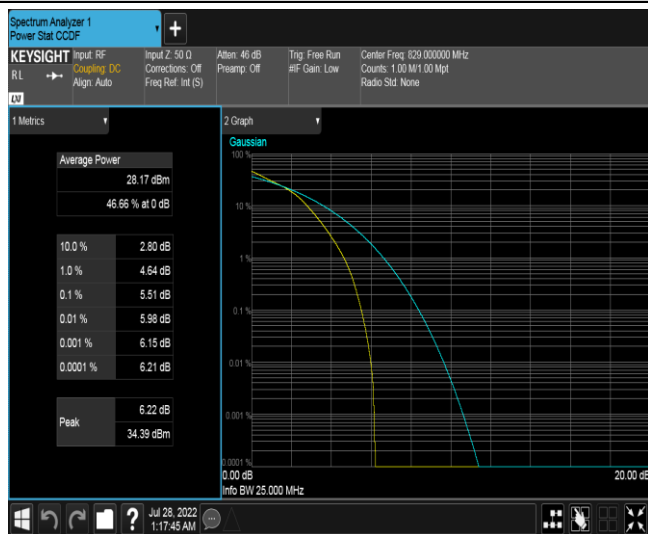 Spectrum Analyzer 1
Power Stat CCDF
+
KEYSIGHT
RL
LXI
Input: RF
Coupling: DC
Align: Auto
Input Z: 50 Ω
Corrections: Off
Freq Ref: Int (S)
Atten: 46 dB
Preamp: Off
Trig: Free Run
#IF Gain: Low
Center Freq: 829.000000 MHz
Counts: 1.00 M/1.00 Mpt
Radio Std: None
1 Metrics
Average Power
28.17 dBm
46.66 % at 0 dB
10.0 % 2.80 dB
1.0 % 4.64 dB
0.1 % 5.51 dB
0.01 % 5.98 dB
0.001 % 6.15 dB
0.0001 % 6.21 dB
Peak
6.22 dB
34.39 dBm
2 Graph
Gaussian
100 %
10 %
1 %
0.1 %
0.01 %
0.001 %
0.0001 %
0.00 dB
20.00 dB
Info BW 25.000 MHz
?
Jul 28, 2022
1:17:45 AM